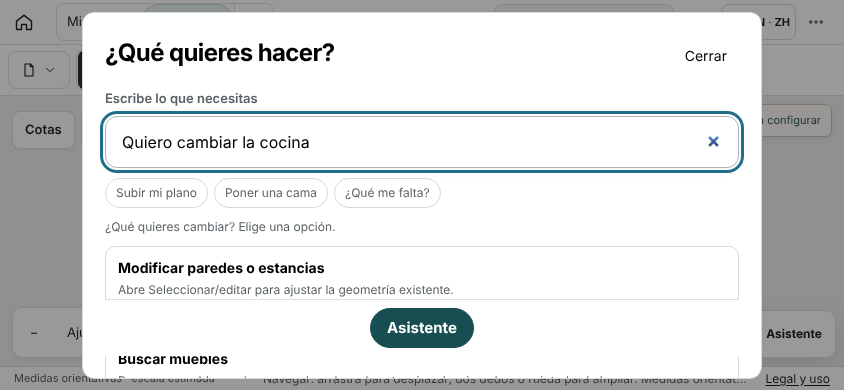 ¿Qué quieres hacer?
Cerrar
Escribe lo que necesitas
Quiero cambiar la cocina
Subir mi plano
Poner una cama
¿Qué me falta?
¿Qué quieres cambiar? Elige una opción.
Modificar paredes o estancias
Abre Seleccionar/editar para ajustar la geometría existente.
Asistente
Buscar muebles
Cotas
configurar
Asistente
Medidas orientativas
Navegar: arrastra para desplazar, dos dedos o rueda para ampliar. Medidas orientat...
Legal y uso
ZH